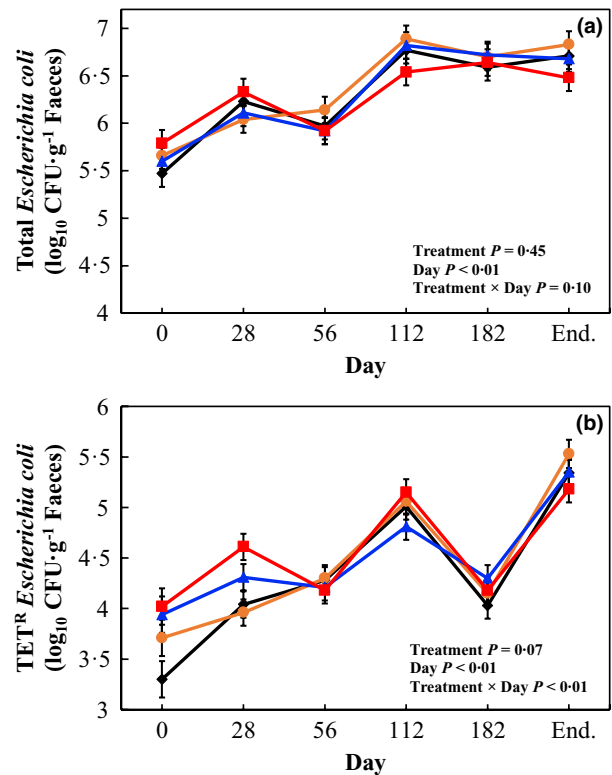 (a)
Total Escherichia coli
(log₁₀ CFU·g⁻¹ Faeces)
7
6·5
6
5·5
5
4·5
4
Treatment P = 0·45
Day P < 0·01
Treatment × Day P = 0·10
0 28 56 112 182 End.
Day
(b)
TETᴿ Escherichia coli
(log₁₀ CFU·g⁻¹ Faeces)
6
5·5
5
4·5
4
3·5
3
Treatment P = 0·07
Day P < 0·01
Treatment × Day P < 0·01
0 28 56 112 182 End.
Day